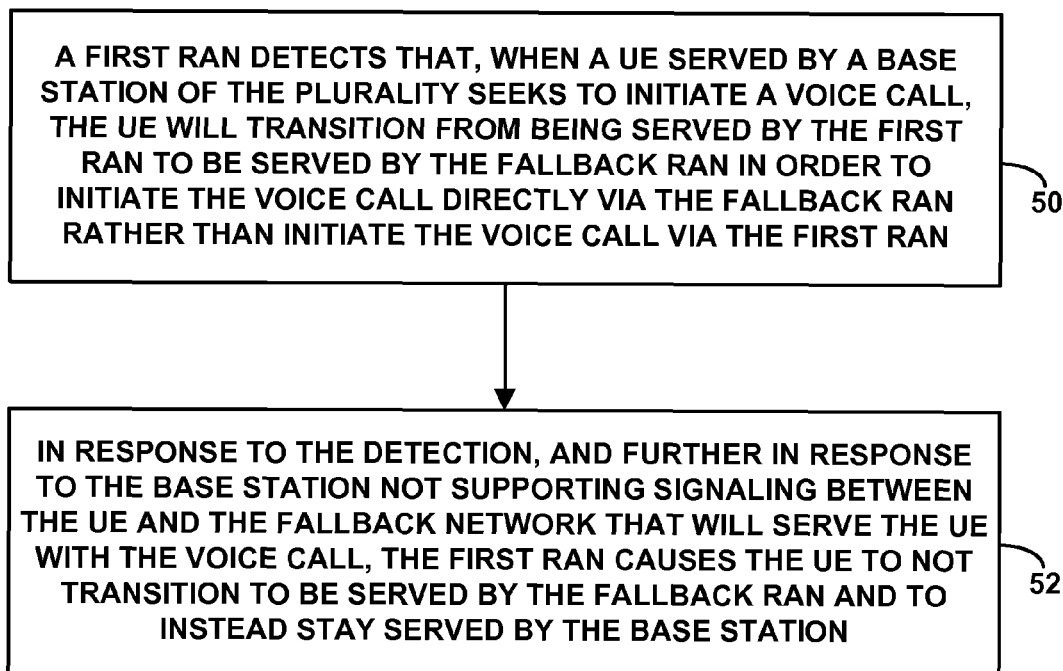 A FIRST RAN DETECTS THAT, WHEN A UE SERVED BY A BASE
STATION OF THE PLURALITY SEEKS TO INITIATE A VOICE CALL,
THE UE WILL TRANSITION FROM BEING SERVED BY THE FIRST
RAN TO BE SERVED BY THE FALLBACK RAN IN ORDER TO
INITIATE THE VOICE CALL DIRECTLY VIA THE FALLBACK RAN
RATHER THAN INITIATE THE VOICE CALL VIA THE FIRST RAN
50
IN RESPONSE TO THE DETECTION, AND FURTHER IN RESPONSE
TO THE BASE STATION NOT SUPPORTING SIGNALING BETWEEN
THE UE AND THE FALLBACK NETWORK THAT WILL SERVE THE UE
WITH THE VOICE CALL, THE FIRST RAN CAUSES THE UE TO NOT
TRANSITION TO BE SERVED BY THE FALLBACK RAN AND TO
INSTEAD STAY SERVED BY THE BASE STATION
52